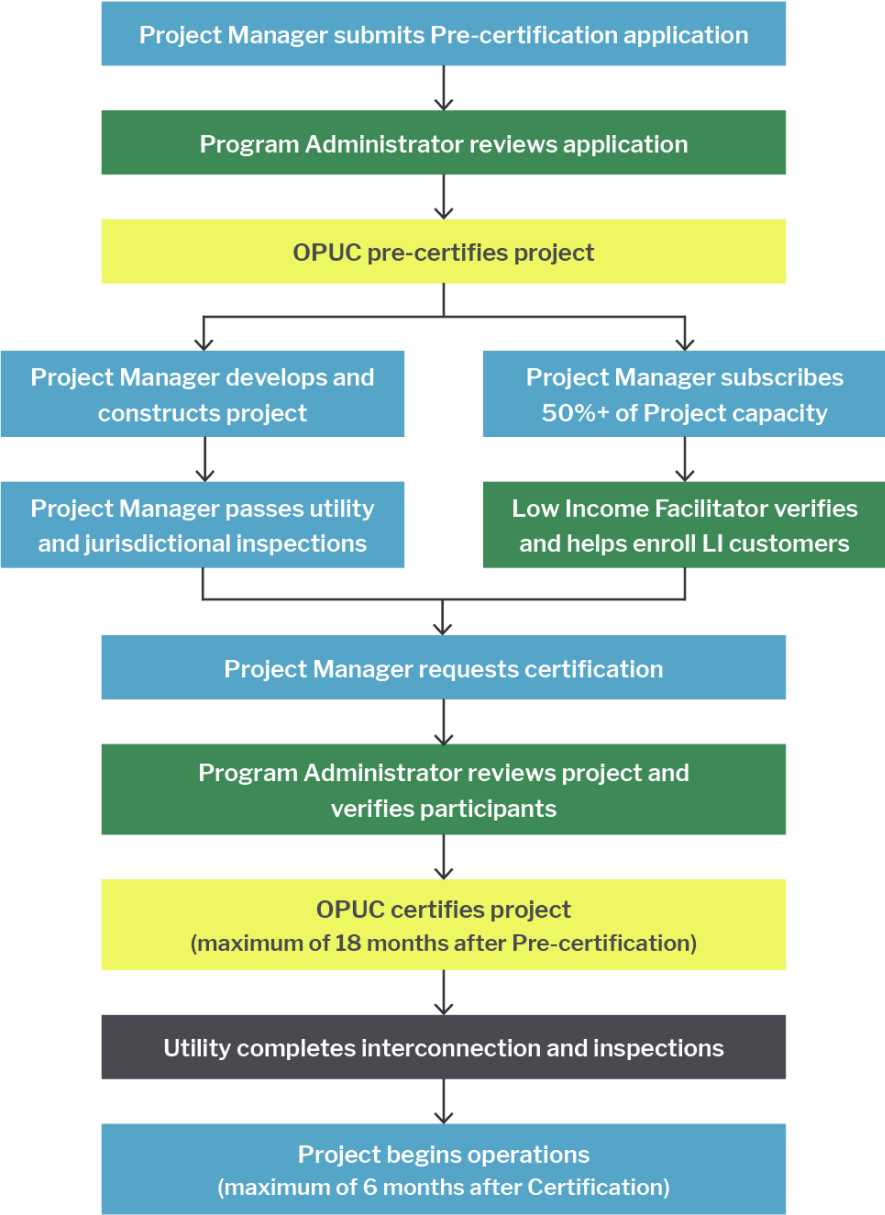 Project Manager submits Pre-certification application
Program Administrator reviews application
OPUC pre-certifies project
Project Manager develops and
constructs project
Project Manager subscribes
50%+ of Project capacity
Project Manager passes utility
and jurisdictional inspections
Low Income Facilitator verifies
and helps enroll LI customers
Project Manager requests certification
Program Administrator reviews project and
verifies participants
OPUC certifies project
(maximum of 18 months after Pre-certification)
Utility completes interconnection and inspections
Project begins operations
(maximum of 6 months after Certification)